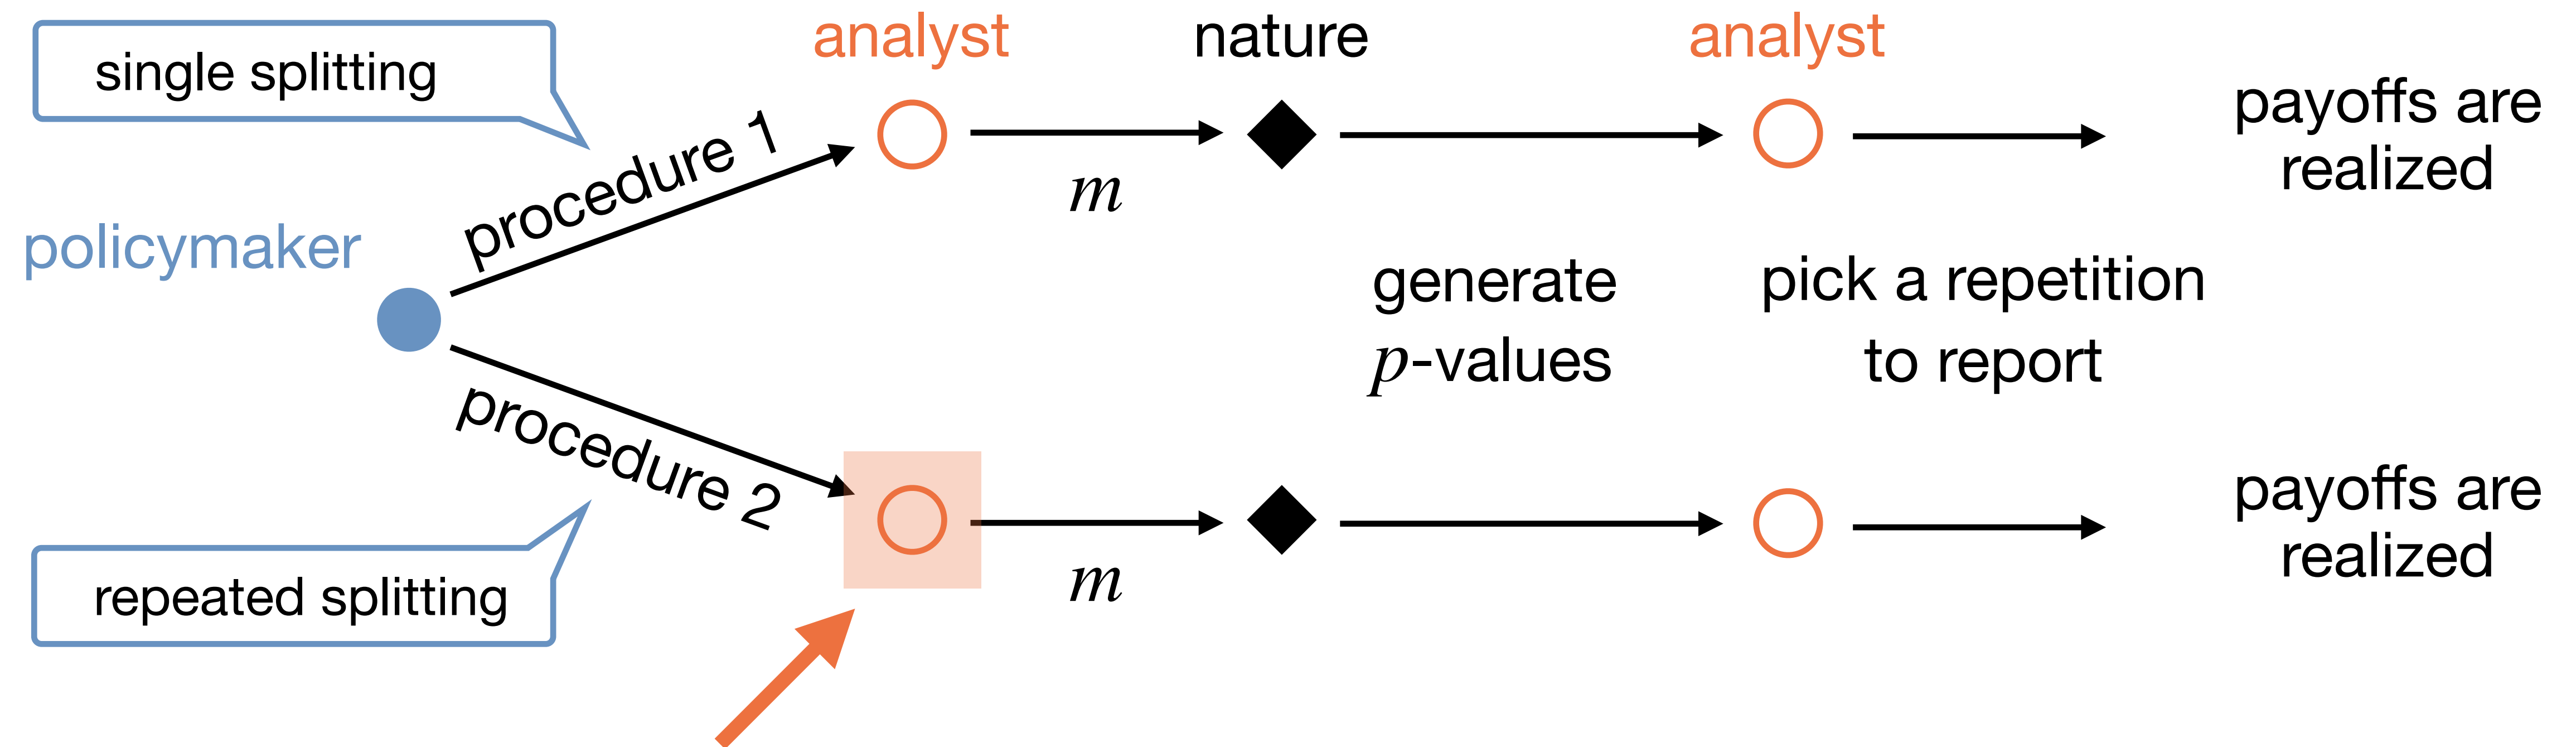 single splitting
analyst
nature
analyst
payoffs are
realized
procedure 1
m
policymaker
generate
p-values
pick a repetition
to report
procedure 2
repeated splitting
m
payoffs are
realized